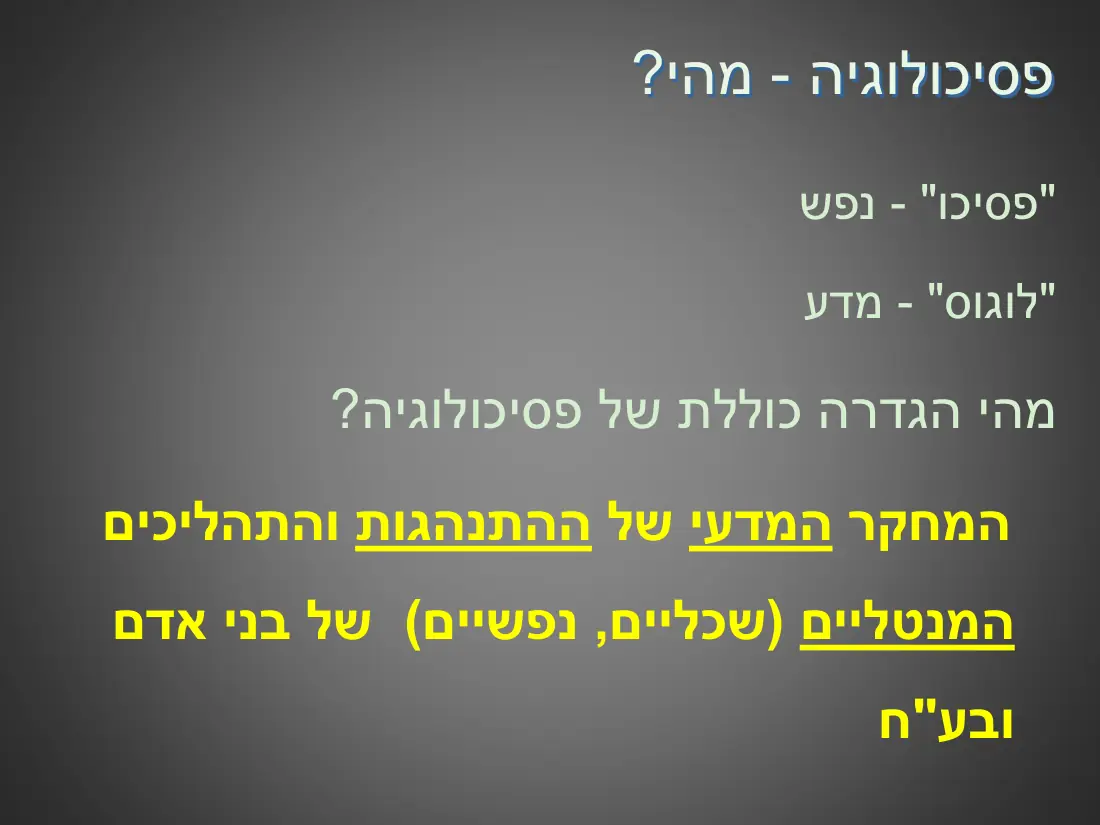 פסיכולוגיה - מהי?
"פסיכו" - נפש
"לוגוס" - מדע
מהי הגדרה כוללת של פסיכולוגיה?
המחקר המדעי של ההתנהגות והתהליכים
המנטליים (שכליים, נפשיים) של בני אדם
ובע"ח